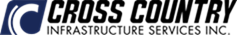 CROSS COUNTRY
INFRASTRUCTURE SERVICES INC.